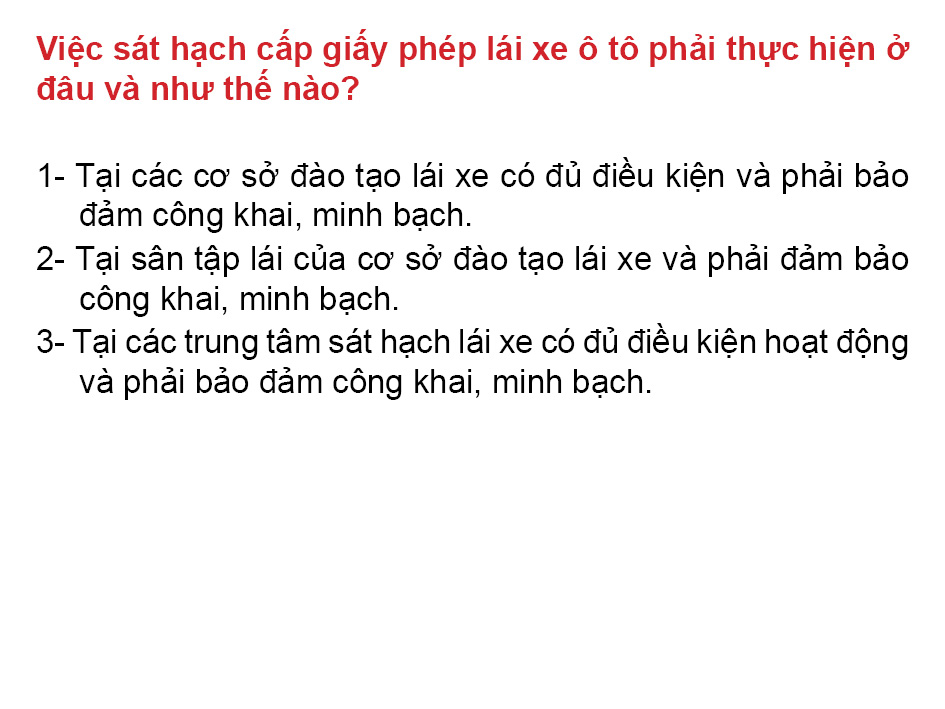 Việc sát hạch cấp giấy phép lái xe ô tô phải thực hiện ở
đâu và như thế nào?
1- Tại các cơ sở đào tạo lái xe có đủ điều kiện và phải bảo
đảm công khai, minh bạch.
2- Tại sân tập lái của cơ sở đào tạo lái xe và phải đảm bảo
công khai, minh bạch.
3- Tại các trung tâm sát hạch lái xe có đủ điều kiện hoạt động
và phải bảo đảm công khai, minh bạch.